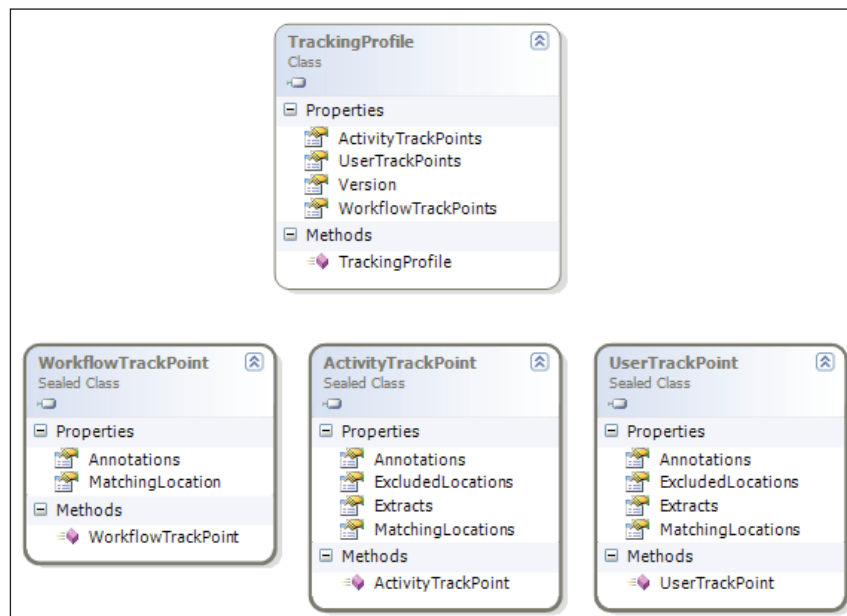 TrackingProfile
Class
Properties
ActivityTrackPoints
UserTrackPoints
Version
WorkflowTrackPoints
Methods
TrackingProfile
WorkflowTrackPoint
Sealed Class
Properties
Annotations
MatchingLocation
Methods
WorkflowTrackPoint
ActivityTrackPoint
Sealed Class
Properties
Annotations
ExcludedLocations
Extracts
MatchingLocations
Methods
ActivityTrackPoint
UserTrackPoint
Sealed Class
Properties
Annotations
ExcludedLocations
Extracts
MatchingLocations
Methods
UserTrackPoint